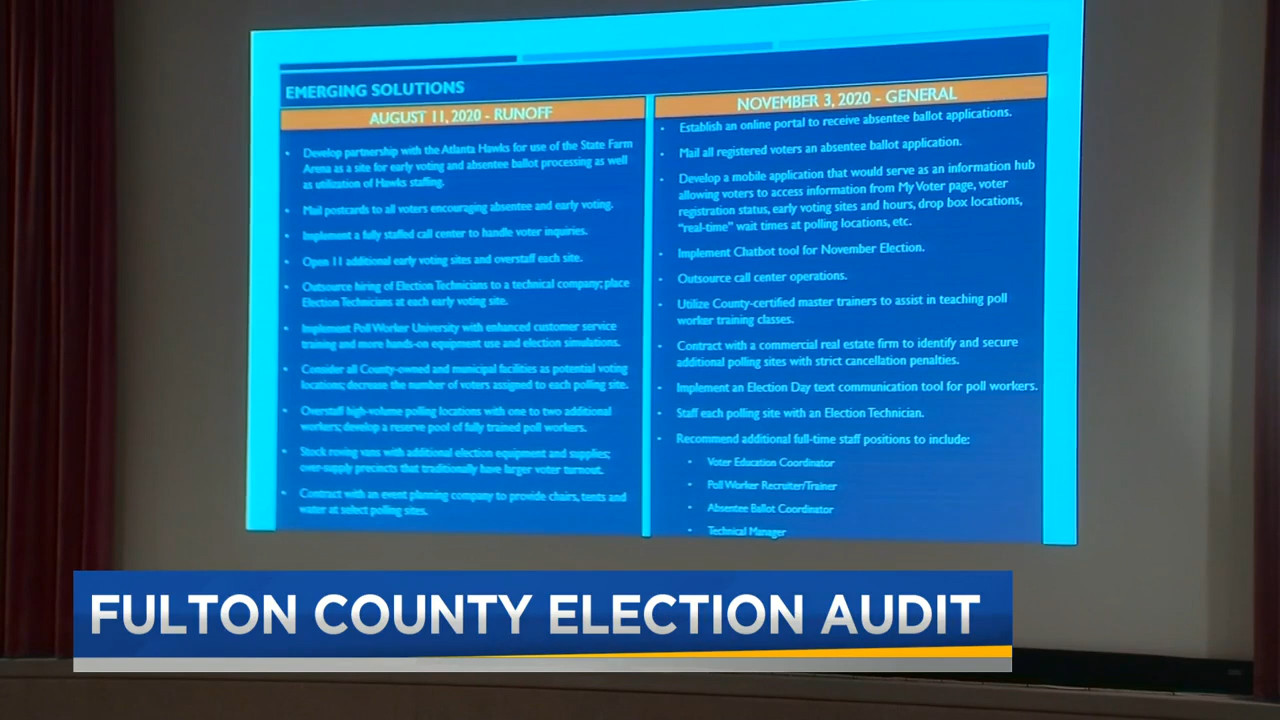 EMERGING SOLUTIONS
AUGUST 11, 2020 - RUNOFF
• Develop partnership with the Atlanta Hawks for use of the State Farm
Arena as a site for early voting and absentee ballot processing as well
as utilization of Hawks staffing.
• Mail postcards to all voters encouraging absentee and early voting.
• Implement a fully staffed call center to handle voter inquiries.
• Open 11 additional early voting sites and overstaff each site.
• Outsource hiring of Election Technicians to a technical company; place
Election Technicians at each early voting site.
• Implement Poll Worker University with enhanced customer service
training and more hands-on equipment use and election simulations.
• Consider all County-owned and municipal facilities as potential voting
locations; decrease the number of voters assigned to each polling site.
• Overstaff high-volume polling locations with one to two additional
workers; develop a reserve pool of fully trained poll workers.
• Stock roving vans with additional election equipment and supplies;
over-supply precincts that traditionally have larger voter turnout.
• Contract with an event planning company to provide chairs, tents and
water at select polling sites.
NOVEMBER 3, 2020 - GENERAL
• Establish an online portal to receive absentee ballot applications.
• Mail all registered voters an absentee ballot application.
• Develop a mobile application that would serve as an information hub
allowing voters to access information from My Voter page, voter
registration status, early voting sites and hours, drop box locations,
"real-time" wait times at polling locations, etc.
• Implement Chatbot tool for November Election.
• Outsource call center operations.
• Utilize County-certified master trainers to assist in teaching poll
worker training classes.
• Contract with a commercial real estate firm to identify and secure
additional polling sites with strict cancellation penalties.
• Implement an Election Day text communication tool for poll workers.
• Staff each polling site with an Election Technician.
• Recommend additional full-time staff positions to include:
• Voter Education Coordinator
• Poll Worker Recruiter/Trainer
• Absentee Ballot Coordinator
• Technical Manager
FULTON COUNTY ELECTION AUDIT